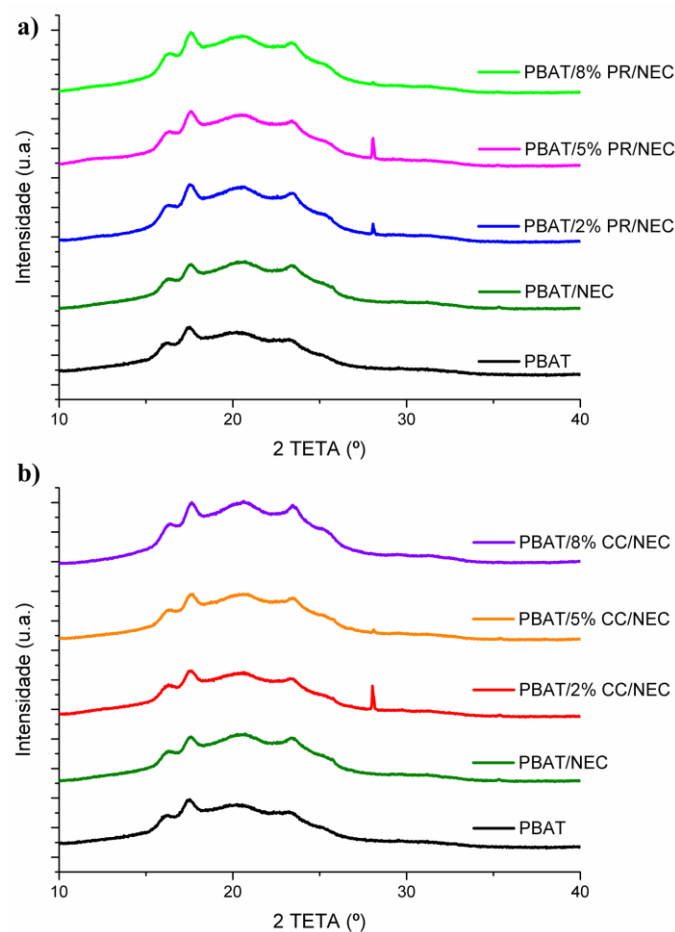 a)
Intensidade (u.a.)
PBAT/8% PR/NEC
PBAT/5% PR/NEC
PBAT/2% PR/NEC
PBAT/NEC
PBAT
10 20 30 40
2 TETA (º)
b)
Intensidade (u.a.)
PBAT/8% CC/NEC
PBAT/5% CC/NEC
PBAT/2% CC/NEC
PBAT/NEC
PBAT
10 20 30 40
2 TETA (º)